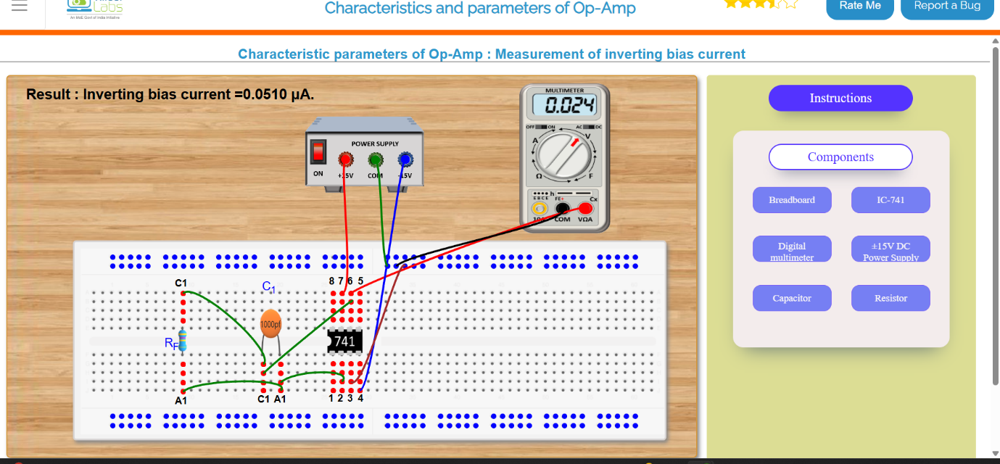 Labs
An MoE Govt of India Initiative
Characteristics and parameters of Op-Amp
Rate Me
Report a Bug
Characteristic parameters of Op-Amp : Measurement of inverting bias current
Result : Inverting bias current =0.0510 µA.
MULTIMETER
0.024
OFF ON AC DC
A V
Ω F
h
E B C E FE+ Cx
COM VΩA
POWER SUPPLY
ON +15V COM -15V
Instructions
Components
Breadboard
IC-741
Digital
multimeter
±15V DC
Power Supply
Capacitor
Resistor
C1
C1
8 7 6 5
1000pf
RF
741
A1
C1 A1
1 2 3 4